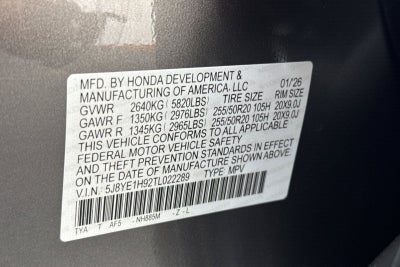 MFD. BY HONDA DEVELOPMENT &
MANUFACTURING OF AMERICA, LLC 01/26
GVWR 2640KG (5820LBS) TIRE SIZE RIM SIZE
GAWR F 1350KG (2976LBS) 255/50R20 105H 20X9.0J
GAWR R 1345KG (2965LBS) 255/50R20 105H 20X9.0J
THIS VEHICLE CONFORMS TO ALL APPLICABLE
FEDERAL MOTOR VEHICLE SAFETY
AND THEFT PREVENTION STANDARDS IN EFFECT
ON THE DATE OF MANUFACTURE SHOWN ABOVE.
V.I.N.: 5J8YE1H92TL022289 TYPE: MPV
TYA T AF5 NH885M -Z-L